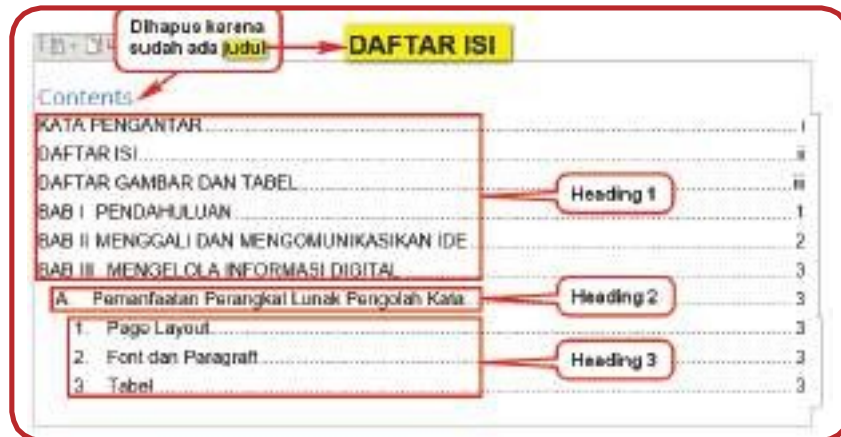 Dihapus karena
sudah ada judul
DAFTAR ISI
Contents
KATA PENGANTAR i
DAFTAR ISI ii
DAFTAR GAMBAR DAN TABEL iii
BAB I PENDAHULUAN 1
BAB II MENGGALI DAN MENGOMUNIKASIKAN IDE 2
BAB III MENGELOLA INFORMASI DIGITAL 3
A. Pemanfaatan Perangkat Lunak Pengolah Kata 3
1. Page Layout 3
2. Font dan Paragraft 3
3. Tabel 3
Heading 1
Heading 2
Heading 3